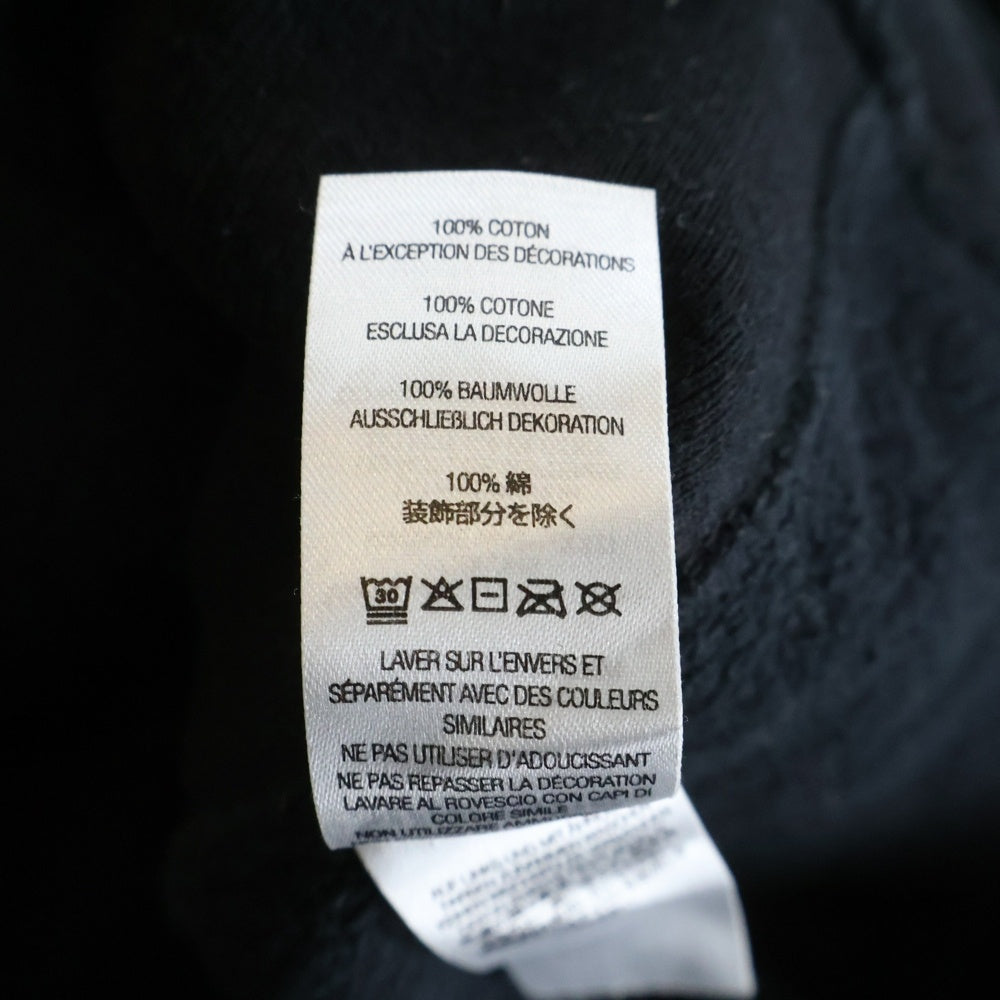 100% COTON
À L'EXCEPTION DES DÉCORATIONS
100% COTONE
ESCLUSA LA DECORAZIONE
100% BAUMWOLLE
AUSSCHLIEßLICH DEKORATION
100% 綿
装飾部分を除く
30
LAVER SUR L'ENVERS ET
SÉPARÉMENT AVEC DES COULEURS
SIMILAIRES
NE PAS UTILISER D'ADOUCISSANT
NE PAS REPASSER LA DÉCORATION
LAVARE AL ROVESCIO CON CAPI DI
COLORE SIMILE
NON UTILIZZARE